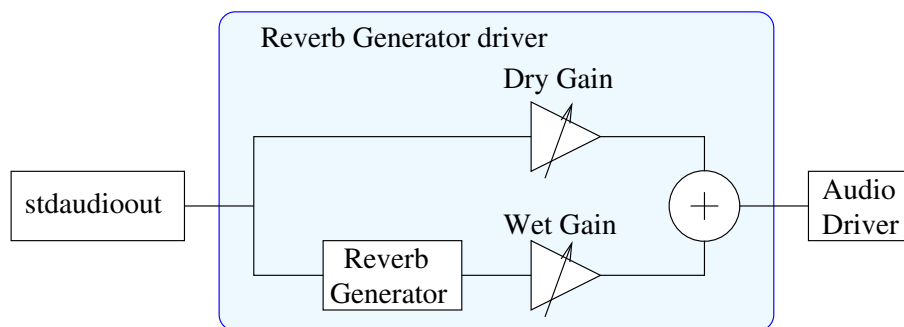 Reverb Generator driver
Dry Gain
stdaudioout
Audio
Driver
Wet Gain
Reverb
Generator